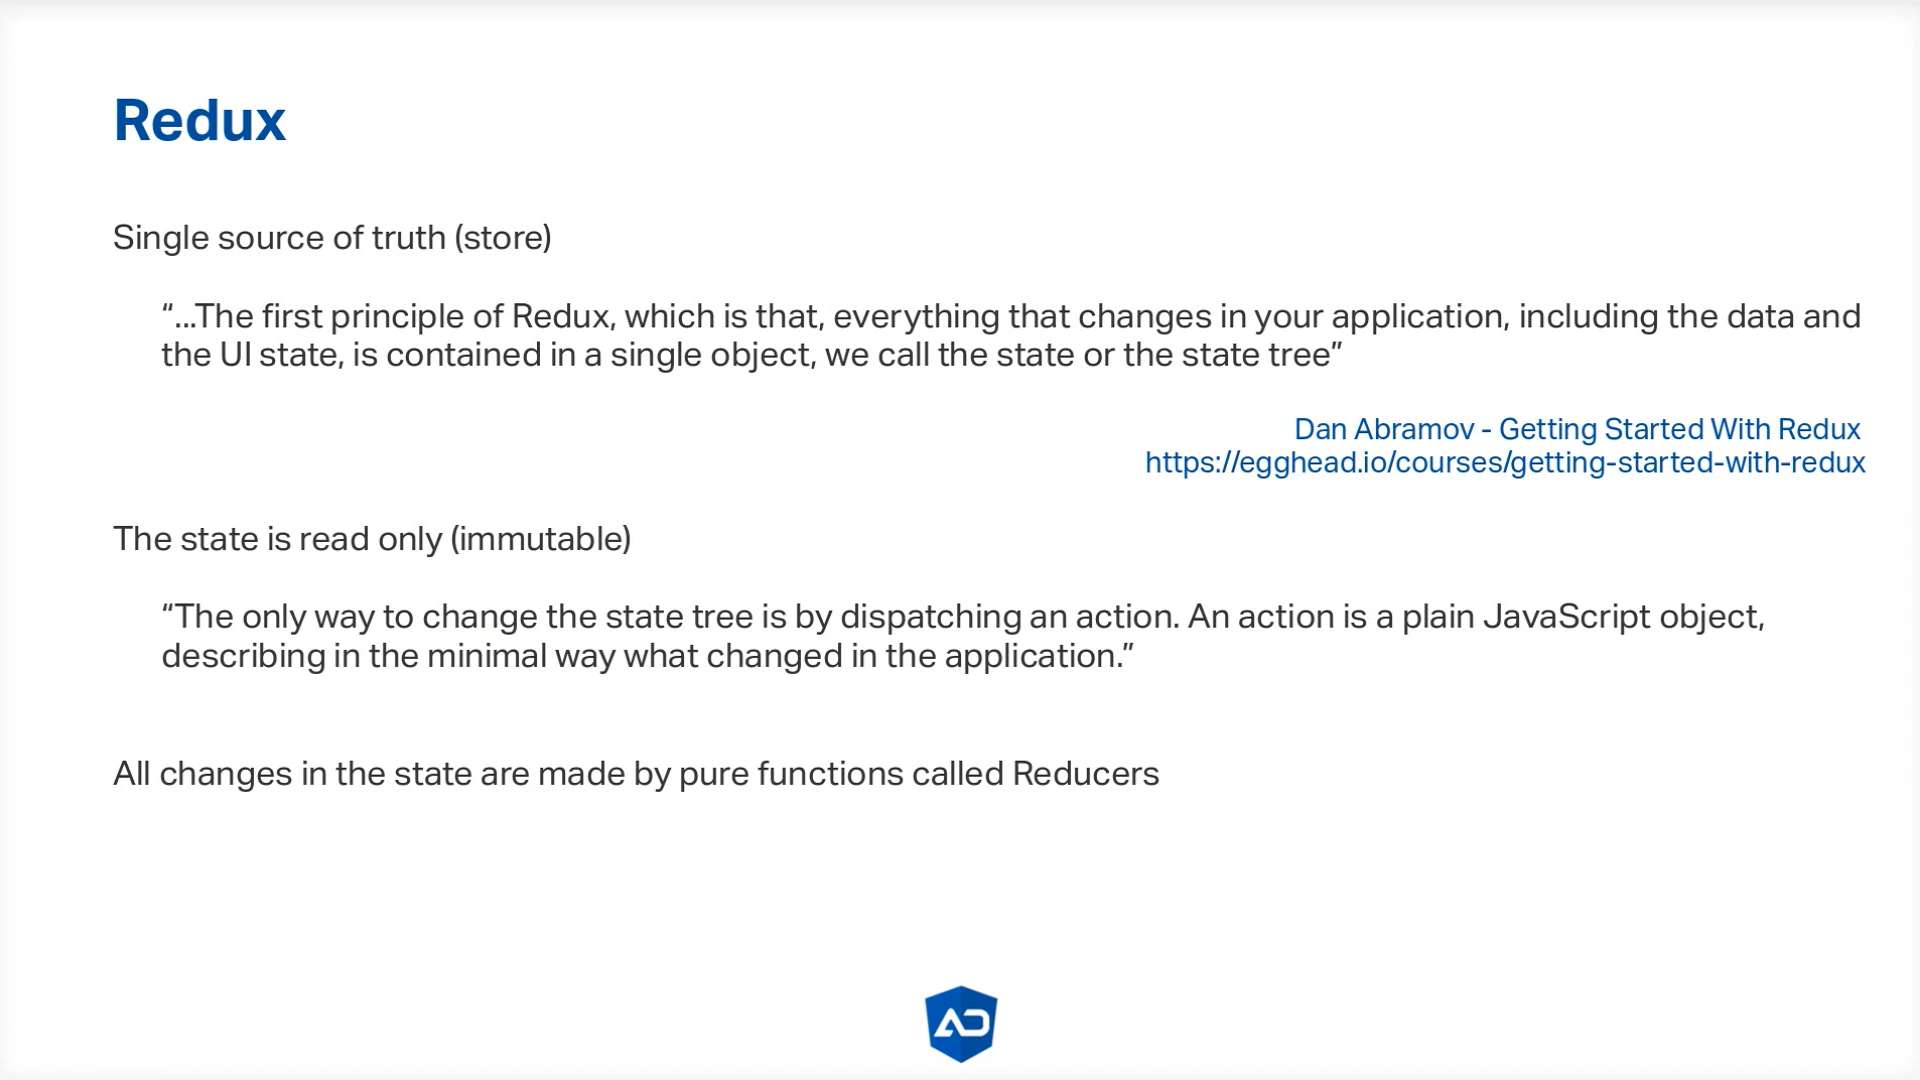 Redux
Single source of truth (store)
“...The first principle of Redux, which is that, everything that changes in your application, including the data and
the UI state, is contained in a single object, we call the state or the state tree”
Dan Abramov - Getting Started With Redux
https://egghead.io/courses/getting-started-with-redux
The state is read only (immutable)
“The only way to change the state tree is by dispatching an action. An action is a plain JavaScript object,
describing in the minimal way what changed in the application.”
All changes in the state are made by pure functions called Reducers
AD